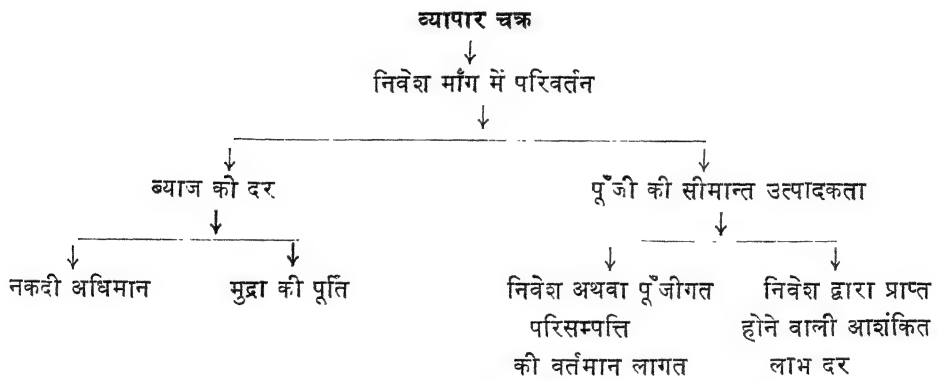 व्यापार चक्र
निवेश माँग में परिवर्तन
ब्याज को दर
पूँजी की सीमान्त उत्पादकता
नकदी अधिमान
मुद्रा की पूर्ति
निवेश अथवा पूँजीगत
परिसम्पत्ति
की वर्तमान लागत
निवेश द्वारा प्राप्त
होने वाली आशंकित
लाभ दर